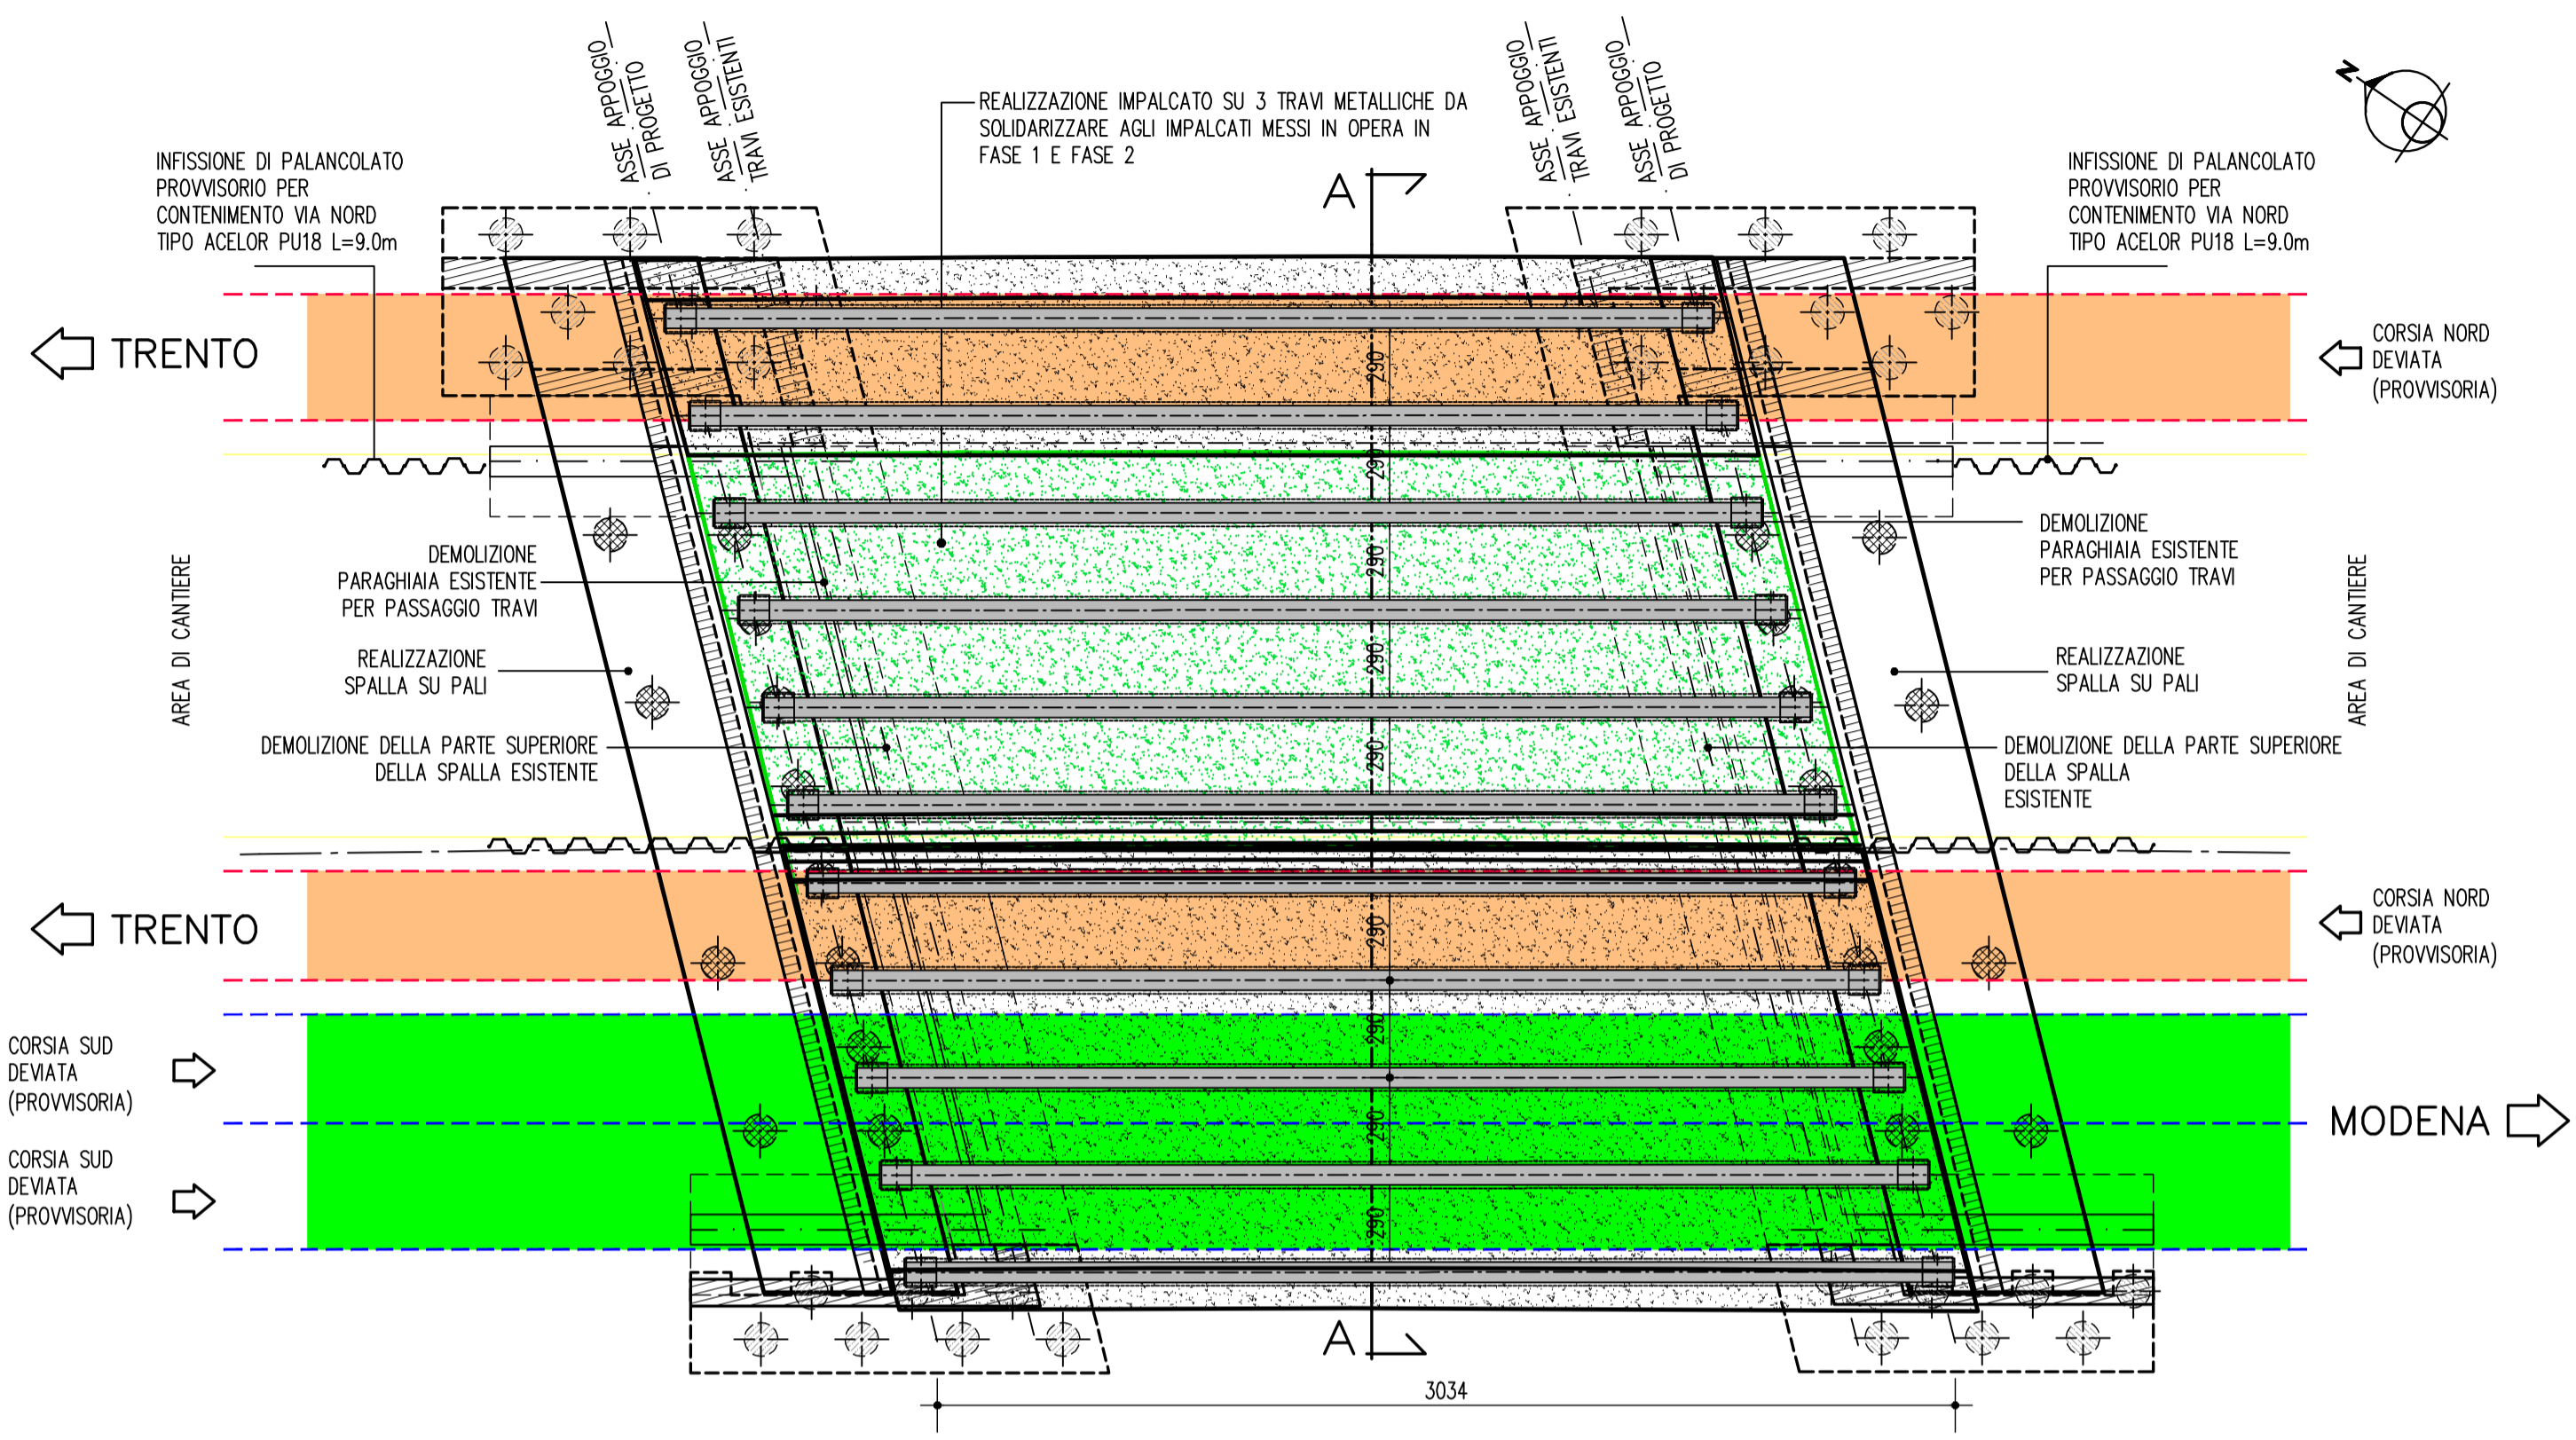 ASSE APPOGGIO
DI PROGETTO
ASSE APPOGGIO
TRAVI ESISTENTI
ASSE APPOGGIO
TRAVI ESISTENTI
ASSE APPOGGIO
DI PROGETTO
N
REALIZZAZIONE IMPALCATO SU 3 TRAVI METALLICHE DA
SOLIDARIZZARE AGLI IMPALCATI MESSI IN OPERA IN
FASE 1 E FASE 2
INFISSIONE DI PALANCOLATO
PROVVISORIO PER
CONTENIMENTO VIA NORD
TIPO ACELOR PU18 L=9.0m
A
INFISSIONE DI PALANCOLATO
PROVVISORIO PER
CONTENIMENTO VIA NORD
TIPO ACELOR PU18 L=9.0m
TRENTO
290
CORSIA NORD
DEVIATA
(PROVVISORIA)
290
AREA DI CANTIERE
DEMOLIZIONE
PARAGHIAIA ESISTENTE
PER PASSAGGIO TRAVI
290
DEMOLIZIONE
PARAGHIAIA ESISTENTE
PER PASSAGGIO TRAVI
AREA DI CANTIERE
REALIZZAZIONE
SPALLA SU PALI
290
REALIZZAZIONE
SPALLA SU PALI
DEMOLIZIONE DELLA PARTE SUPERIORE
DELLA SPALLA ESISTENTE
290
DEMOLIZIONE DELLA PARTE SUPERIORE
DELLA SPALLA
ESISTENTE
TRENTO
290
CORSIA NORD
DEVIATA
(PROVVISORIA)
CORSIA SUD
DEVIATA
(PROVVISORIA)
290
290
MODENA
CORSIA SUD
DEVIATA
(PROVVISORIA)
290
A
3034